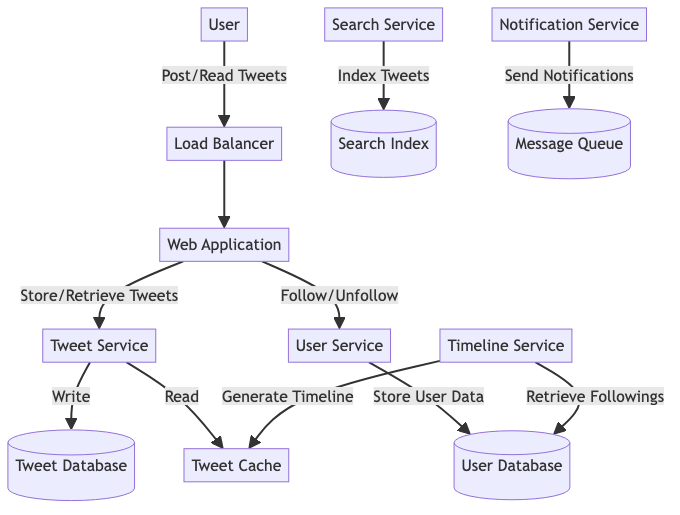 User
Search Service
Notification Service
Post/Read Tweets
Index Tweets
Send Notifications
Load Balancer
Search Index
Message Queue
Web Application
Store/Retrieve Tweets
Follow/Unfollow
Tweet Service
User Service
Timeline Service
Write
Read
Generate Timeline
Store User Data
Retrieve Followings
Tweet Database
Tweet Cache
User Database